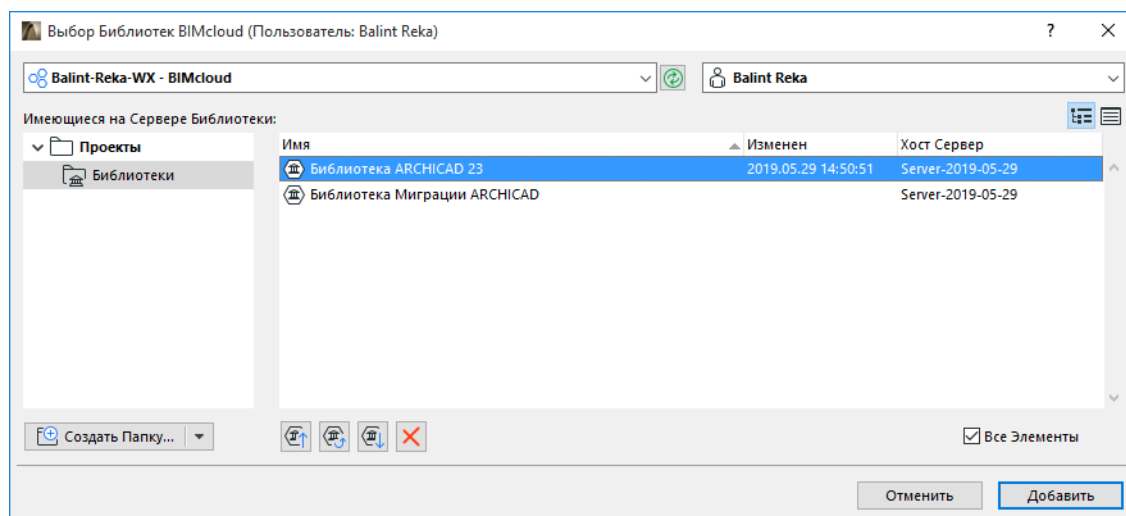 Выбор Библиотек BIMcloud (Пользователь: Balint Reka)
Balint-Reka-WX - BIMcloud
Balint Reka
Имеющиеся на Сервере Библиотеки:
Проекты
Библиотеки
Имя Изменен Хост Сервер
Библиотека ARCHICAD 23 2019.05.29 14:50:51 Server-2019-05-29
Библиотека Миграции ARCHICAD Server-2019-05-29
Создать Папку...
Все Элементы
Отменить Добавить